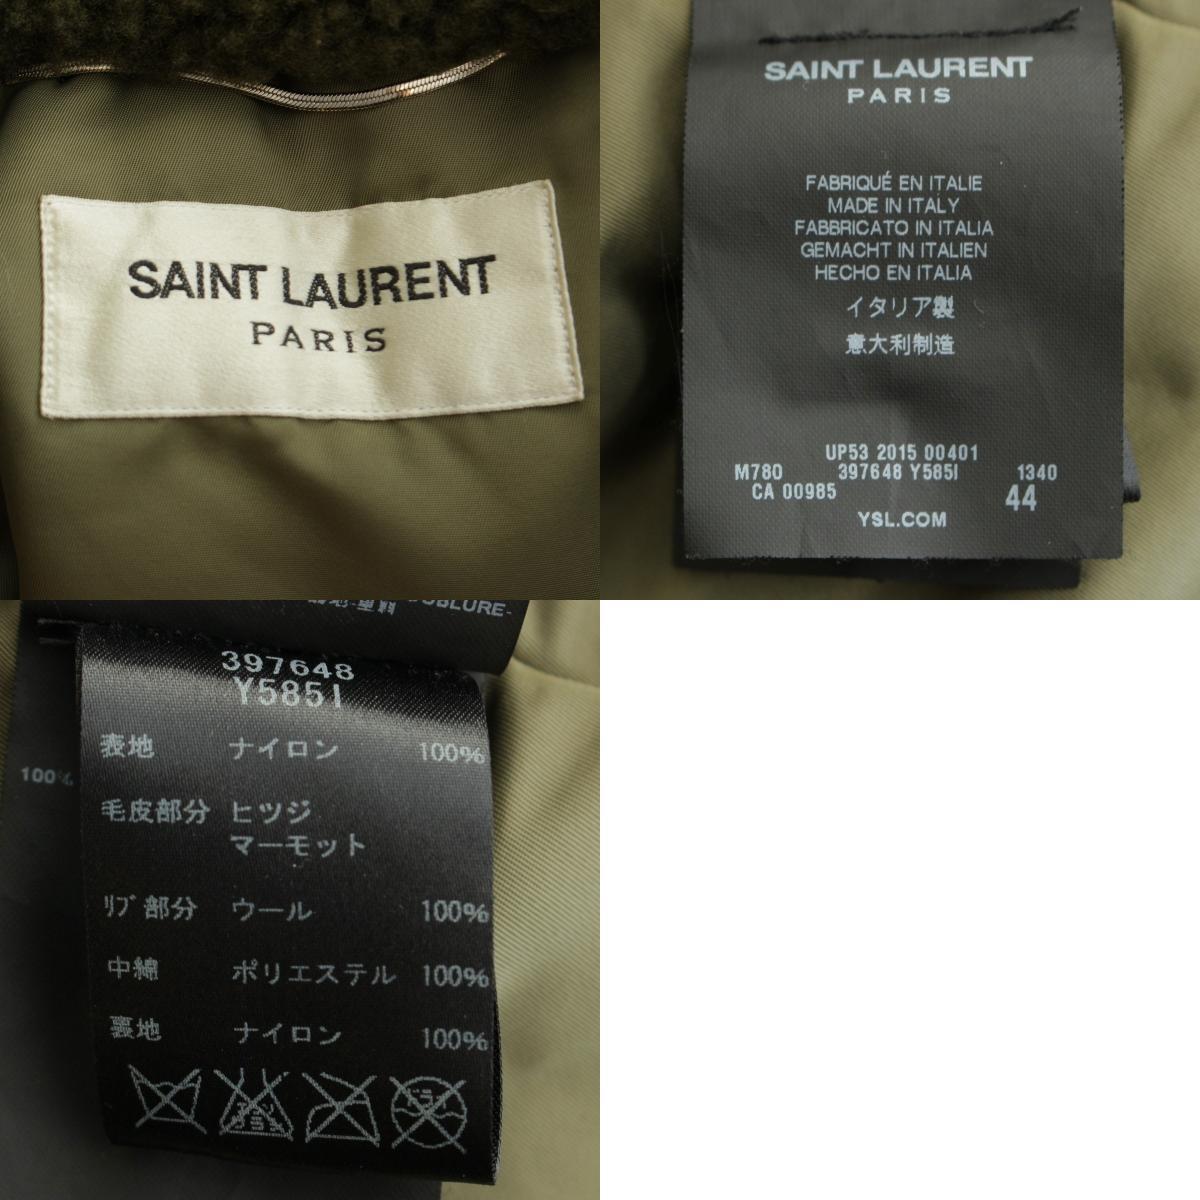 SAINT LAURENT
PARIS
SAINT LAURENT
PARIS
FABRIQUÉ EN ITALIE
MADE IN ITALY
FABBRICATO IN ITALIA
GEMACHT IN ITALIEN
HECHO EN ITALIA
イタリア製
意大利制造
UP53 2015 00401
M780 397648 Y585I 1340
CA 00985 44
YSL.COM
DOUBLURE-
397648
Y585I
表地 ナイロン 100%
100%
毛皮部分 ヒツジ
マーモット
リブ部分 ウール 100%
中綿 ポリエステル 100%
裏地 ナイロン 100%